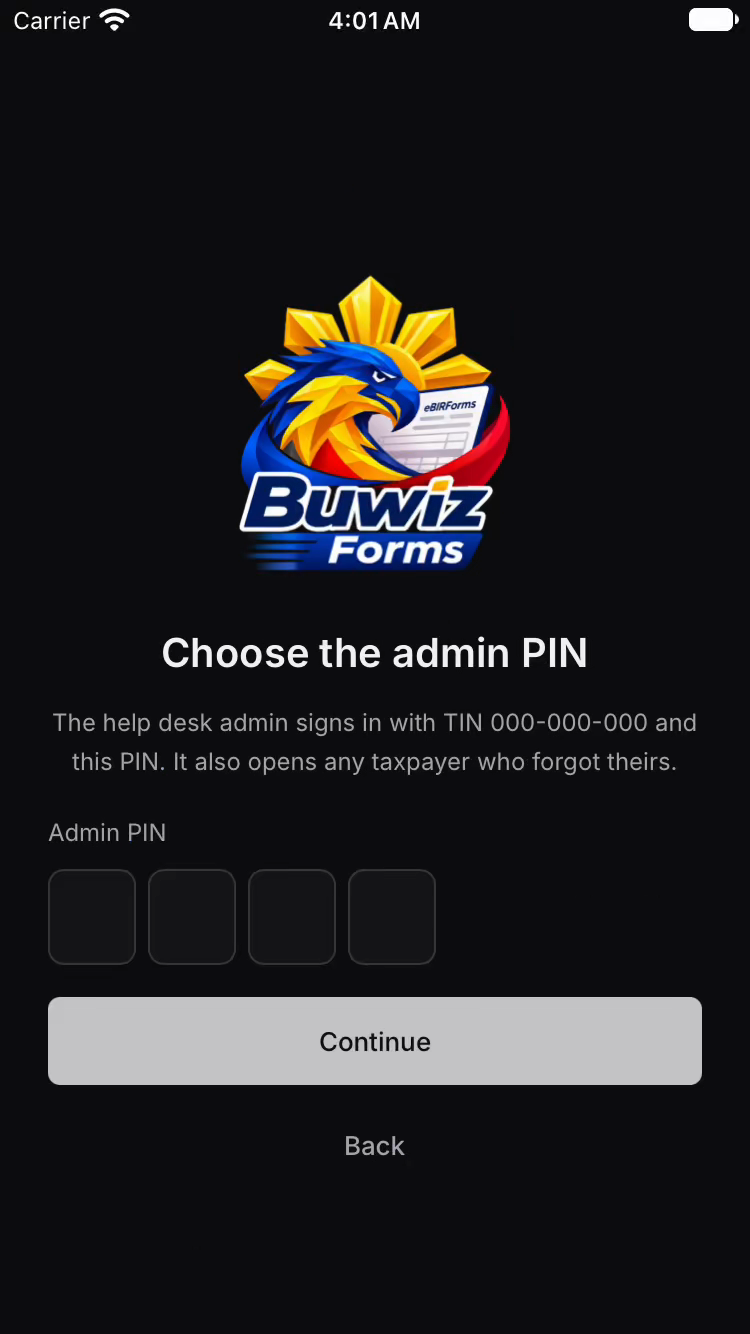 Carrier
4:01 AM
eBIRForms
Buwiz
Forms
Choose the admin PIN
The help desk admin signs in with TIN 000-000-000 and
this PIN. It also opens any taxpayer who forgot theirs.
Admin PIN
Continue
Back